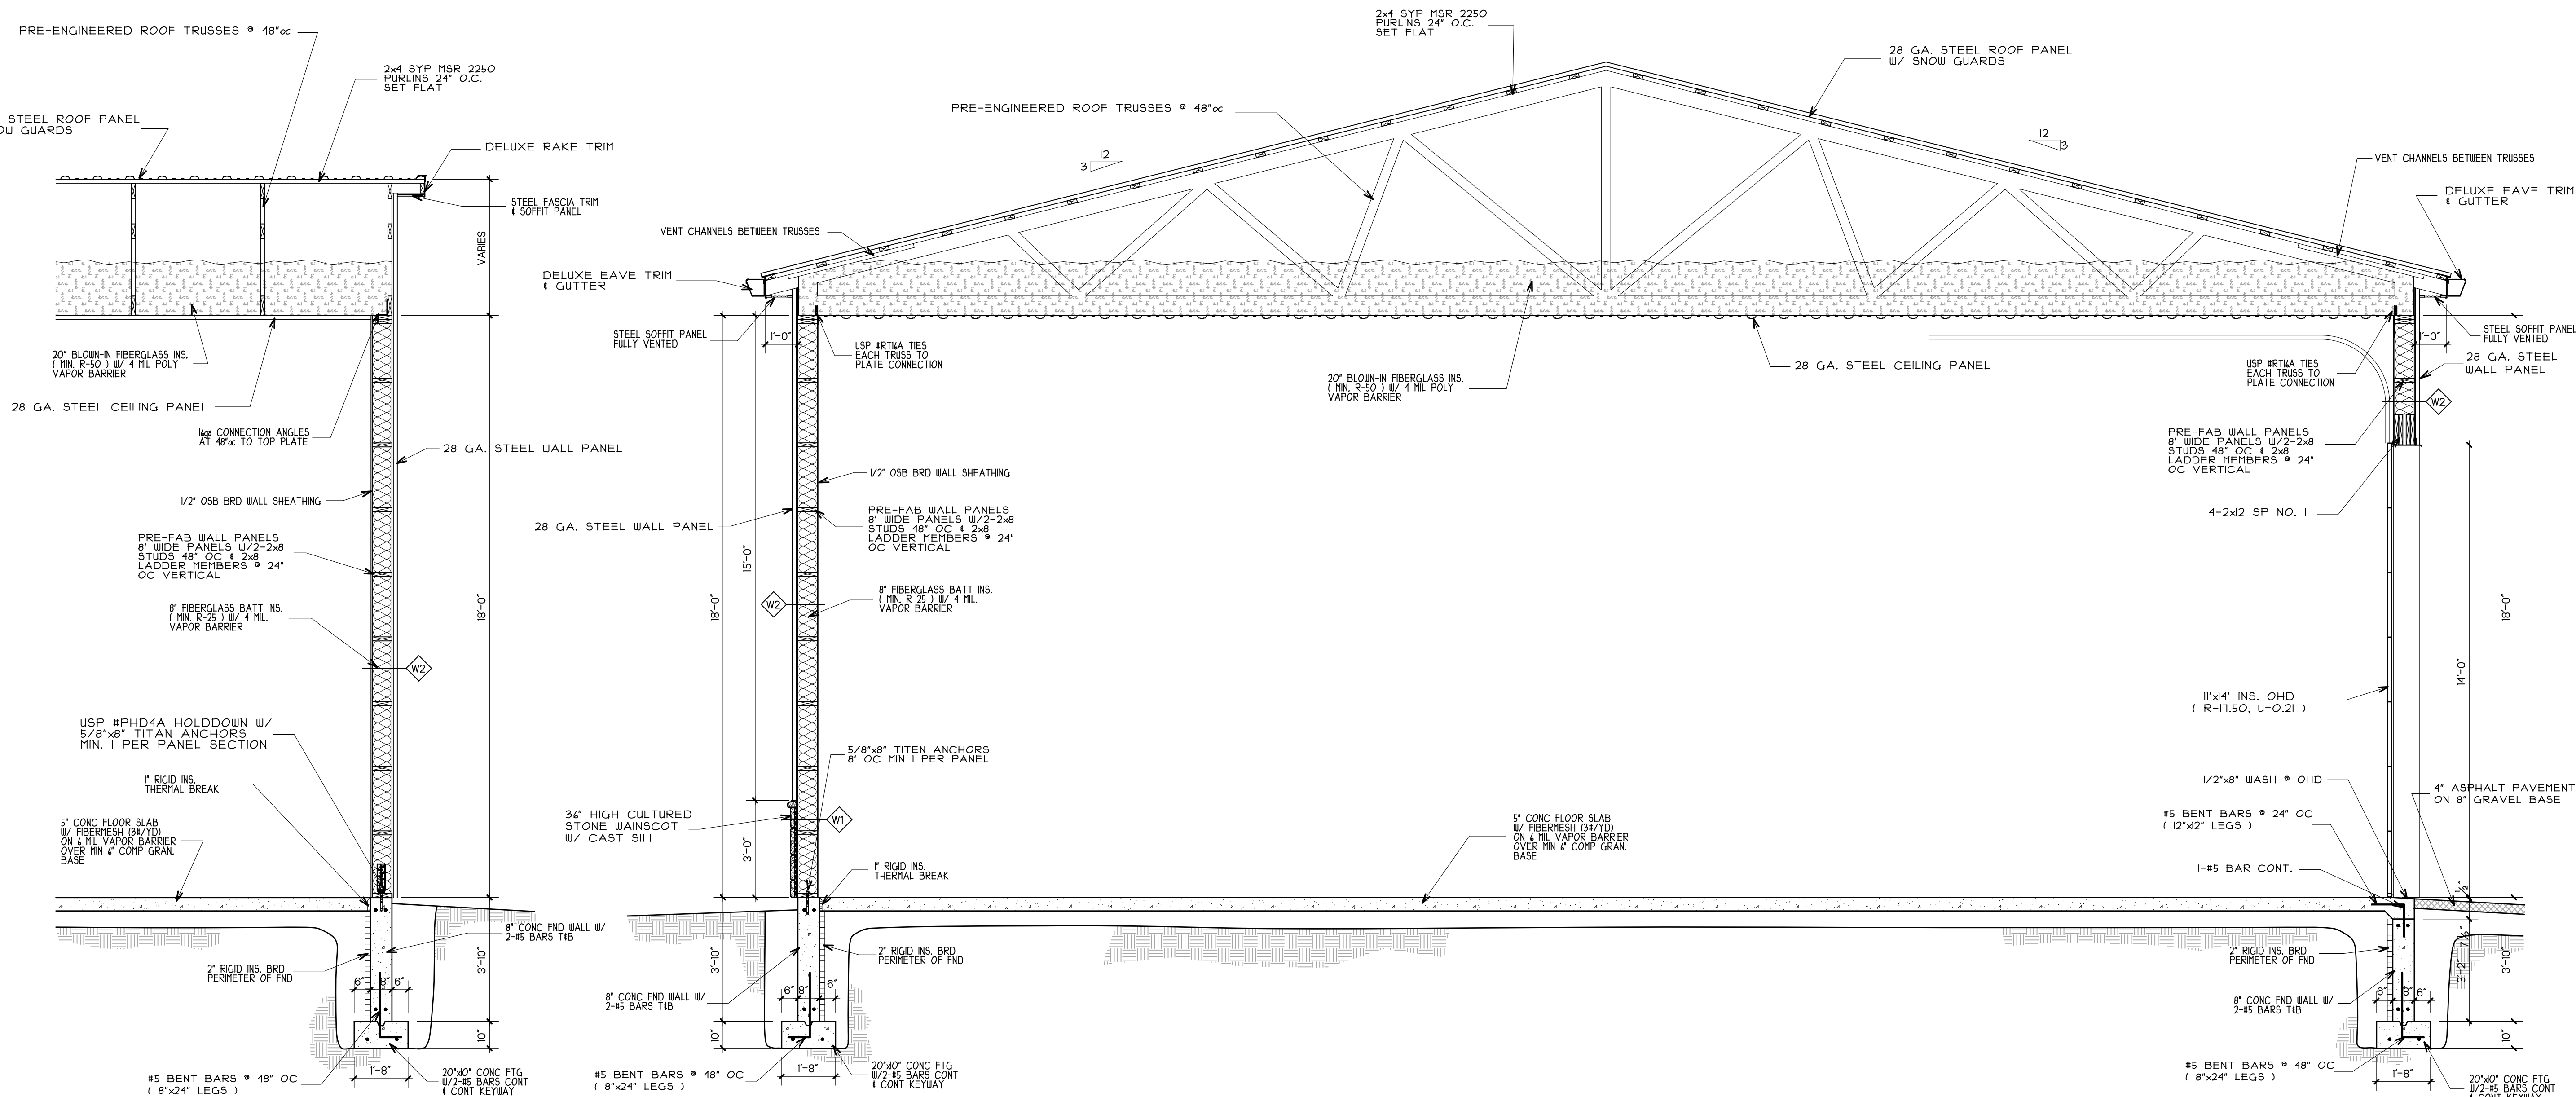 PRE-ENGINEERED ROOF TRUSSES @ 48"oc
2x4 SYP MSR 2250
PURLINS 24" O.C.
SET FLAT
STEEL ROOF PANEL
OW GUARDS
DELUXE RAKE TRIM
STEEL FASCIA TRIM
& SOFFIT PANEL
VARIES
20" BLOWN-IN FIBERGLASS INS.
( MIN. R-50 ) W/ 4 MIL POLY
VAPOR BARRIER
28 GA. STEEL CEILING PANEL
16ga CONNECTION ANGLES
AT 48"oc TO TOP PLATE
28 GA. STEEL WALL PANEL
1/2" OSB BRD WALL SHEATHING
PRE-FAB WALL PANELS
8' WIDE PANELS W/2-2x8
STUDS 48" OC & 2x8
LADDER MEMBERS @ 24"
OC VERTICAL
18'-0"
8" FIBERGLASS BATT INS.
( MIN. R-25 ) W/ 4 MIL.
VAPOR BARRIER
W2
USP #PHD4A HOLDDOWN W/
5/8"x8" TITAN ANCHORS
MIN. 1 PER PANEL SECTION
1" RIGID INS.
THERMAL BREAK
5" CONC FLOOR SLAB
W/ FIBERMESH (3#/YD)
ON 6 MIL VAPOR BARRIER
OVER MIN 6" COMP GRAN.
BASE
8" CONC FND WALL W/
2-#5 BARS T&B
2" RIGID INS. BRD
PERIMETER OF FND
3'-10"
6" 8" 6"
10"
1'-8"
#5 BENT BARS @ 48" OC
( 8"x24" LEGS )
20"x10" CONC FTG
W/2-#5 BARS CONT
& CONT KEYWAY
2x4 SYP MSR 2250
PURLINS 24" O.C.
SET FLAT
28 GA. STEEL ROOF PANEL
W/ SNOW GUARDS
PRE-ENGINEERED ROOF TRUSSES @ 48"oc
12
3
12
3
VENT CHANNELS BETWEEN TRUSSES
VENT CHANNELS BETWEEN TRUSSES
DELUXE EAVE TRIM
& GUTTER
DELUXE EAVE TRIM
& GUTTER
STEEL SOFFIT PANEL
FULLY VENTED
1'-0"
USP #RT16A TIES
EACH TRUSS TO
PLATE CONNECTION
20" BLOWN-IN FIBERGLASS INS.
( MIN. R-50 ) W/ 4 MIL POLY
VAPOR BARRIER
28 GA. STEEL CEILING PANEL
USP #RT16A TIES
EACH TRUSS TO
PLATE CONNECTION
STEEL SOFFIT PANEL
FULLY VENTED
1'-0"
28 GA. STEEL
WALL PANEL
W2
PRE-FAB WALL PANELS
8' WIDE PANELS W/2-2x8
STUDS 48" OC & 2x8
LADDER MEMBERS @ 24"
OC VERTICAL
4-2x12 SP NO. 1
1/2" OSB BRD WALL SHEATHING
28 GA. STEEL WALL PANEL
PRE-FAB WALL PANELS
8' WIDE PANELS W/2-2x8
STUDS 48" OC & 2x8
LADDER MEMBERS @ 24"
OC VERTICAL
15'-0"
18'-0"
W2
8" FIBERGLASS BATT INS.
( MIN. R-25 ) W/ 4 MIL.
VAPOR BARRIER
5/8"x8" TITEN ANCHORS
8' OC MIN 1 PER PANEL
36" HIGH CULTURED
STONE WAINSCOT
W/ CAST SILL
W1
3'-0"
1" RIGID INS.
THERMAL BREAK
5" CONC FLOOR SLAB
W/ FIBERMESH (3#/YD)
ON 6 MIL VAPOR BARRIER
OVER MIN 6" COMP GRAN.
BASE
2" RIGID INS. BRD
PERIMETER OF FND
8" CONC FND WALL W/
2-#5 BARS T&B
3'-10"
6" 8" 6"
10"
1'-8"
#5 BENT BARS @ 48" OC
( 8"x24" LEGS )
20"x10" CONC FTG
W/2-#5 BARS CONT
& CONT KEYWAY
18'-0"
14'-0"
11'x14' INS. OHD
( R-17.50, U=0.21 )
1/2"x8" WASH @ OHD
4" ASPHALT PAVEMENT
ON 8" GRAVEL BASE
#5 BENT BARS @ 24" OC
( 12"x12" LEGS )
1-#5 BAR CONT.
1/2"
7 1/2"
2" RIGID INS. BRD
PERIMETER OF FND
3'-2"
3'-10"
8" CONC FND WALL W/
2-#5 BARS T&B
6" 8" 6"
10"
1'-8"
#5 BENT BARS @ 48" OC
( 8"x24" LEGS )
20"x10" CONC FTG
W/2-#5 BARS CONT
& CONT KEYWAY